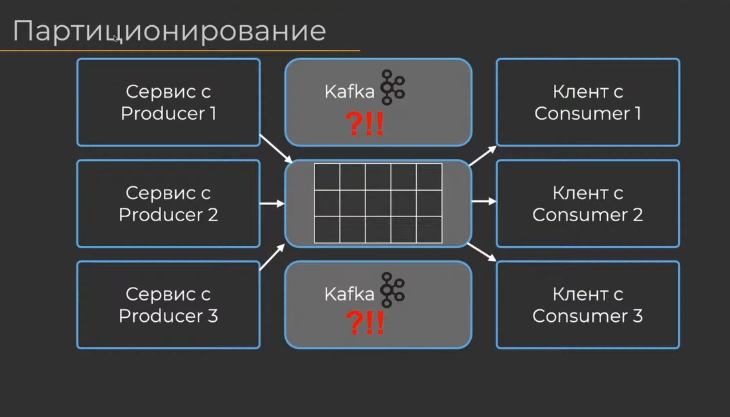 Партиционирование
Сервис с
Producer 1
Kafka
?!!
Клент с
Consumer 1
Сервис с
Producer 2
Клент с
Consumer 2
Сервис с
Producer 3
Kafka
?!!
Клент с
Consumer 3